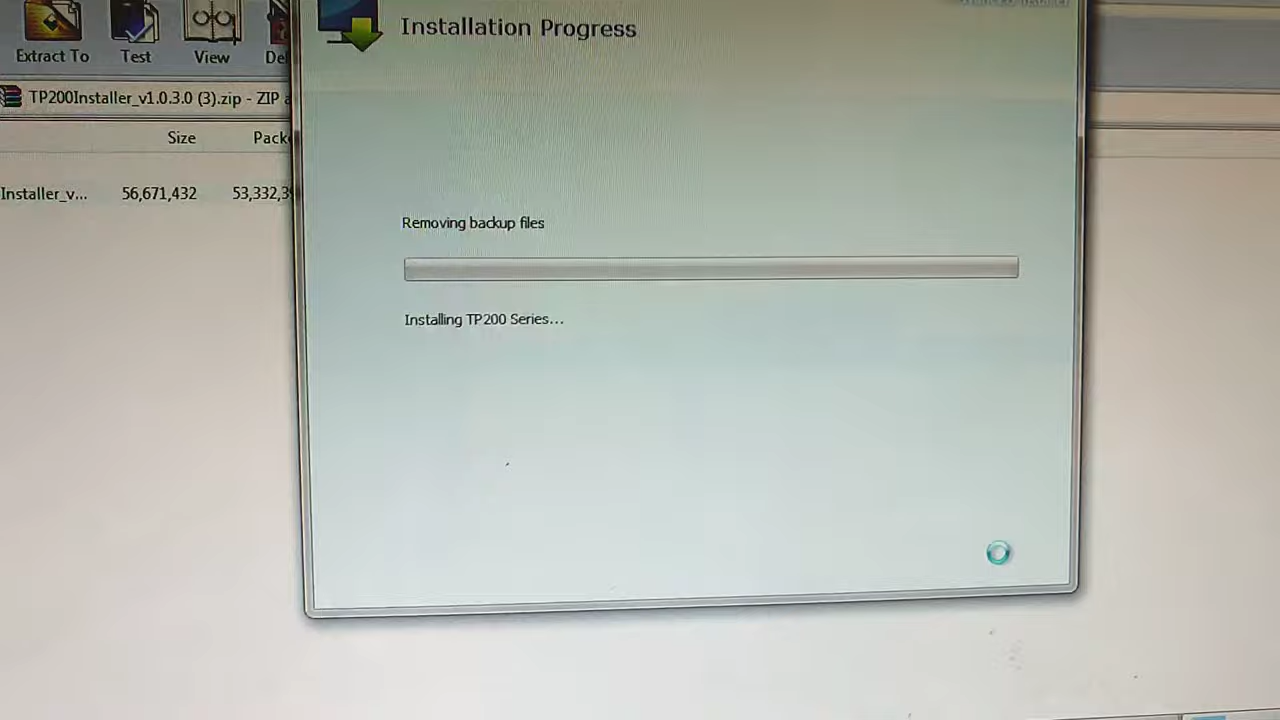 Installation Progress
Extract To
Test
View
TP200Installer_v1.0.3.0 (3).zip - ZIP
Size
Installer_v...
56,671,432
53,332,3
Removing backup files
Installing TP200 Series...